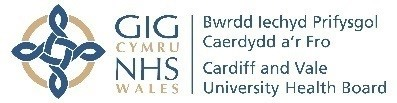 GIG
CYMRU
NHS
WALES
Bwrdd Iechyd Prifysgol
Caerdydd a'r Fro
Cardiff and Vale
University Health Board